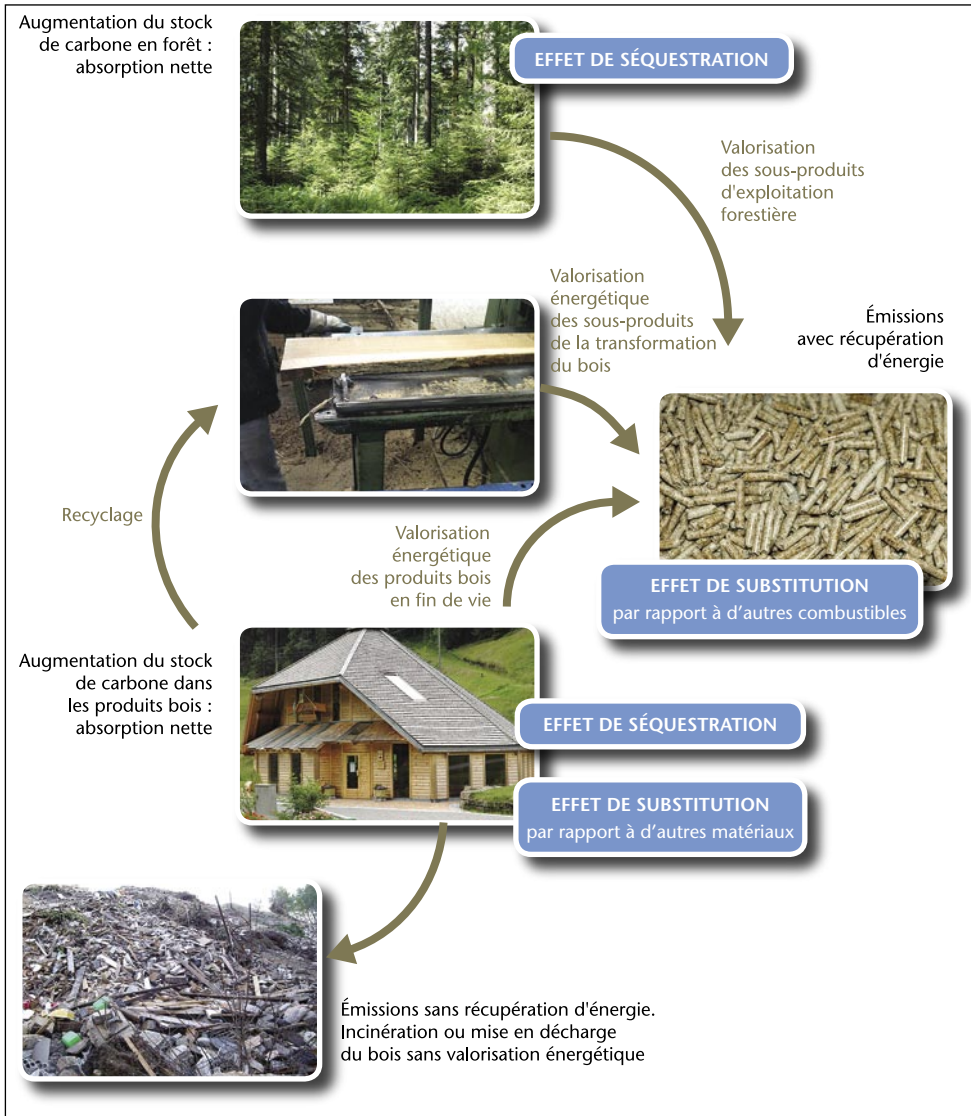 Augmentation du stock
de carbone en forêt :
absorption nette
EFFET DE SÉQUESTRATION
Valorisation
des sous-produits
d'exploitation
forestière
Valorisation
énergétique
des sous-produits
de la transformation
du bois
Émissions
avec récupération
d'énergie
Recyclage
Valorisation
énergétique
des produits bois
en fin de vie
EFFET DE SUBSTITUTION
par rapport à d’autres combustibles
Augmentation du stock
de carbone dans
les produits bois :
absorption nette
EFFET DE SÉQUESTRATION
EFFET DE SUBSTITUTION
par rapport à d’autres matériaux
Émissions sans récupération d'énergie.
Incinération ou mise en décharge
du bois sans valorisation énergétique